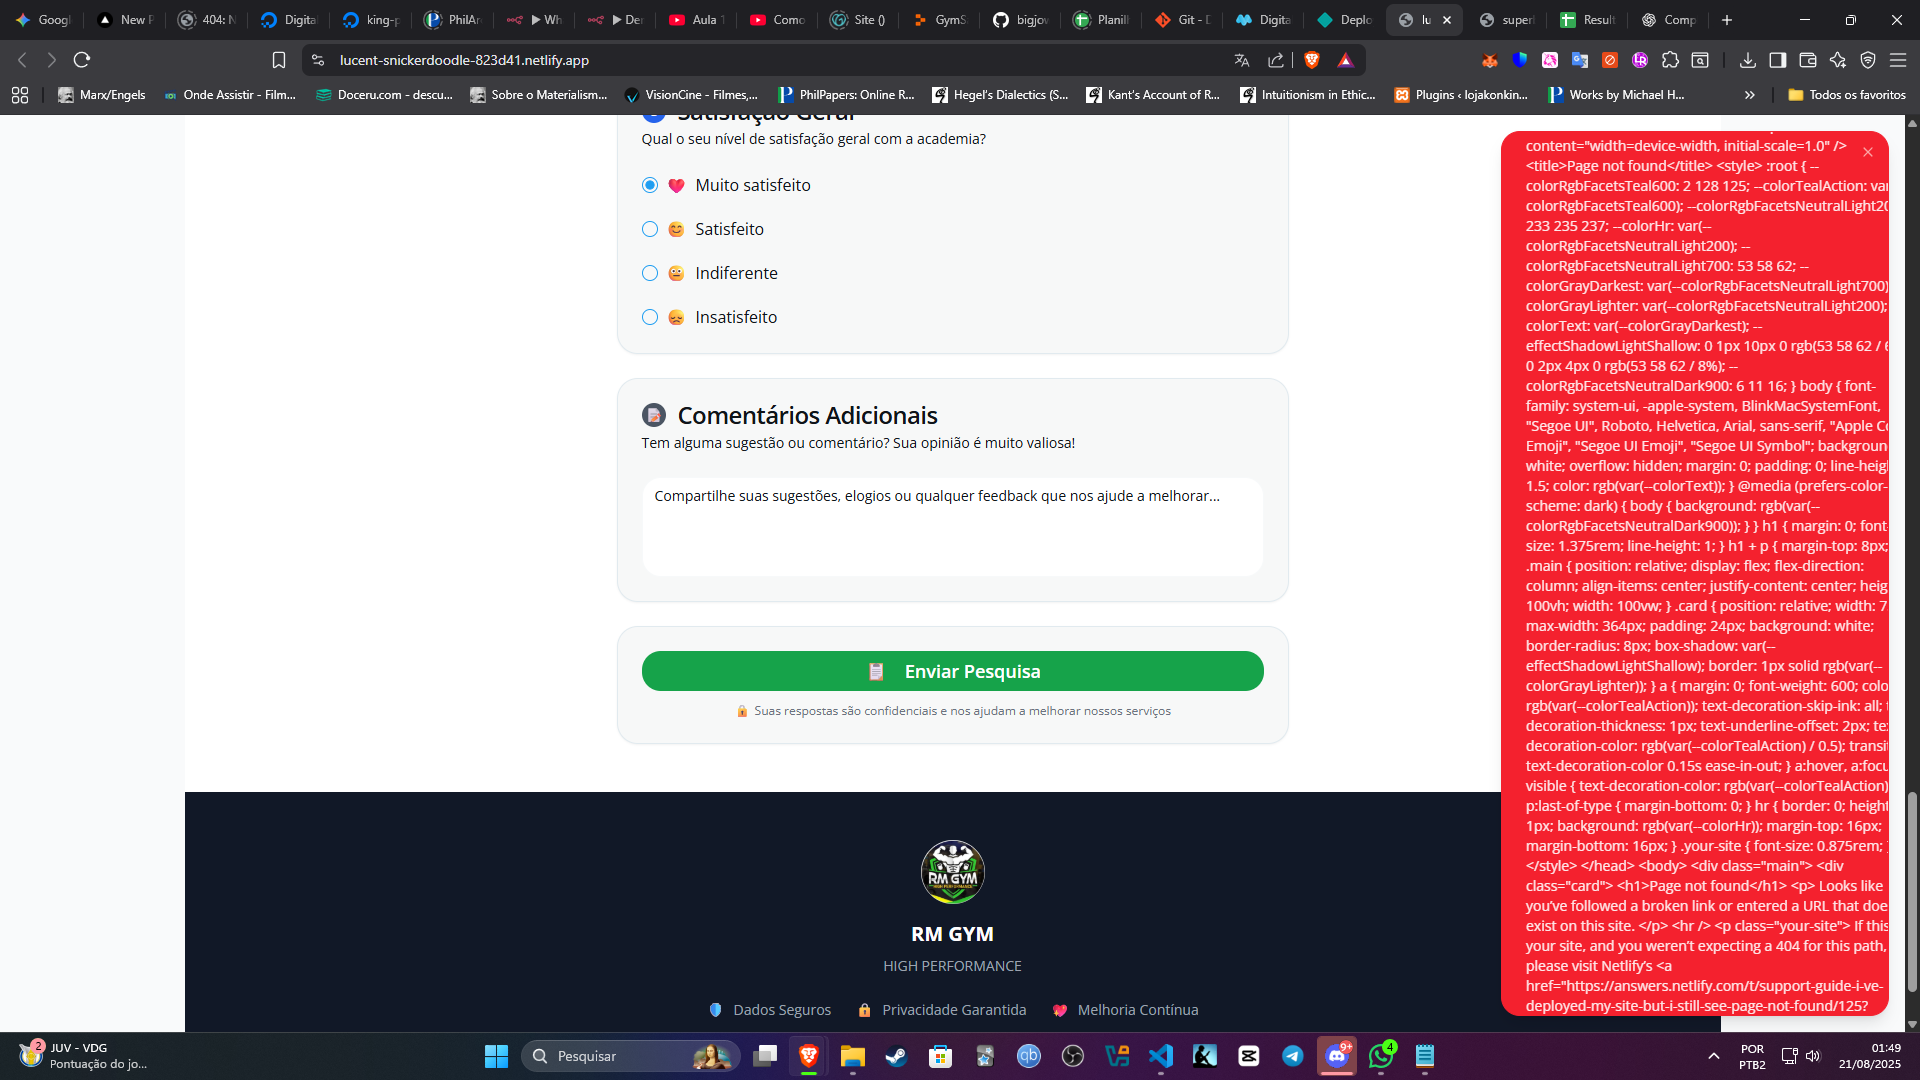 Googl
New P
404: N
Digital
king-p
PhilAr
▶ Wh
▶ Der
Aula 1
Como
Site ()
GymS
bigjov
Planilh
Git - D
Digita
Deplo
lu
super
Result
Comp
lucent-snickerdoodle-823d41.netlify.app
Marx/Engels
Onde Assistir - Film...
Doceru.com - descu...
Sobre o Materialism...
VisionCine - Filmes,...
PhilPapers: Online R...
Hegel's Dialectics (S...
Kant's Account of R...
Intuitionism in Ethic...
Plugins ‹ lojakonkin...
Works by Michael H...
»
Todos os favoritos
Satisfação Geral
Qual o seu nível de satisfação geral com a academia?
Muito satisfeito
Satisfeito
Indiferente
Insatisfeito
Comentários Adicionais
Tem alguma sugestão ou comentário? Sua opinião é muito valiosa!
Compartilhe suas sugestões, elogios ou qualquer feedback que nos ajude a melhorar...
Enviar Pesquisa
Suas respostas são confidenciais e nos ajudam a melhorar nossos serviços
RM GYM
HIGH PERFORMANCE
RM GYM
HIGH PERFORMANCE
Dados Seguros
Privacidade Garantida
Melhoria Contínua
content="width=device-width, initial-scale=1.0" />
<title>Page not found</title> <style> :root { --
colorRgbFacetsTeal600: 2 128 125; --colorTealAction: var
colorRgbFacetsTeal600); --colorRgbFacetsNeutralLight20
233 235 237; --colorHr: var(--
colorRgbFacetsNeutralLight200); --
colorRgbFacetsNeutralLight700: 53 58 62; --
colorGrayDarkest: var(--colorRgbFacetsNeutralLight700)
colorGrayLighter: var(--colorRgbFacetsNeutralLight200);
colorText: var(--colorGrayDarkest); --
effectShadowLightShallow: 0 1px 10px 0 rgb(53 58 62 / 6
0 2px 4px 0 rgb(53 58 62 / 8%); --
colorRgbFacetsNeutralDark900: 6 11 16; } body { font-
family: system-ui, -apple-system, BlinkMacSystemFont,
"Segoe UI", Roboto, Helvetica, Arial, sans-serif, "Apple Co
Emoji", "Segoe UI Emoji", "Segoe UI Symbol"; background
white; overflow: hidden; margin: 0; padding: 0; line-heigh
1.5; color: rgb(var(--colorText)); } @media (prefers-color-
scheme: dark) { body { background: rgb(var(--
colorRgbFacetsNeutralDark900)); } } h1 { margin: 0; font-
size: 1.375rem; line-height: 1; } h1 + p { margin-top: 8px;
.main { position: relative; display: flex; flex-direction:
column; align-items: center; justify-content: center; heig
100vh; width: 100vw; } .card { position: relative; width: 7
max-width: 364px; padding: 24px; background: white;
border-radius: 8px; box-shadow: var(--
effectShadowLightShallow); border: 1px solid rgb(var(--
colorGrayLighter)); } a { margin: 0; font-weight: 600; colo
rgb(var(--colorTealAction)); text-decoration-skip-ink: all; t
decoration-thickness: 1px; text-underline-offset: 2px; te
decoration-color: rgb(var(--colorTealAction) / 0.5); transit
text-decoration-color 0.15s ease-in-out; } a:hover, a:focu
visible { text-decoration-color: rgb(var(--colorTealAction)
p:last-of-type { margin-bottom: 0; } hr { border: 0; height
1px; background: rgb(var(--colorHr)); margin-top: 16px;
margin-bottom: 16px; } .your-site { font-size: 0.875rem; }
</style> </head> <body> <div class="main"> <div
class="card"> <h1>Page not found</h1> <p> Looks like
you've followed a broken link or entered a URL that doe
exist on this site. </p> <hr /> <p class="your-site"> If this
your site, and you weren't expecting a 404 for this path,
please visit Netlify's <a
href="https://answers.netlify.com/t/support-guide-i-ve-
deployed-my-site-but-i-still-see-page-not-found/125?
2
JUV - VDG
Pontuação do jo...
Pesquisar
qb
9+
4
POR
PTB2
01:49
21/08/2025